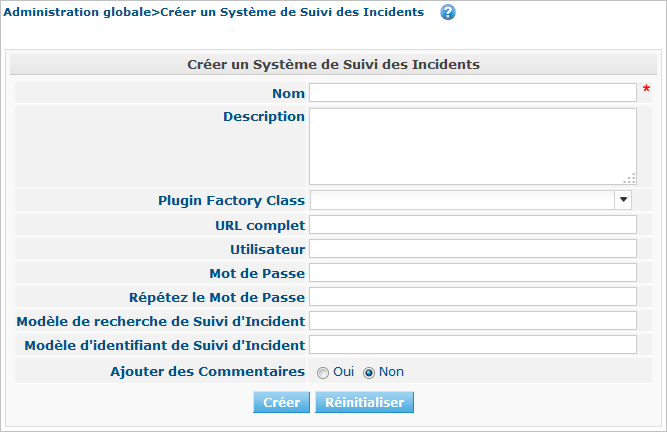 Administration globale>Créer un Système de Suivi des Incidents ?
Créer un Système de Suivi des Incidents
Nom *
Description
Plugin Factory Class
URL complet
Utilisateur
Mot de Passe
Répétez le Mot de Passe
Modèle de recherche de Suivi d'Incident
Modèle d'identifiant de Suivi d'Incident
Ajouter des Commentaires Oui Non
Créer Réinitialiser